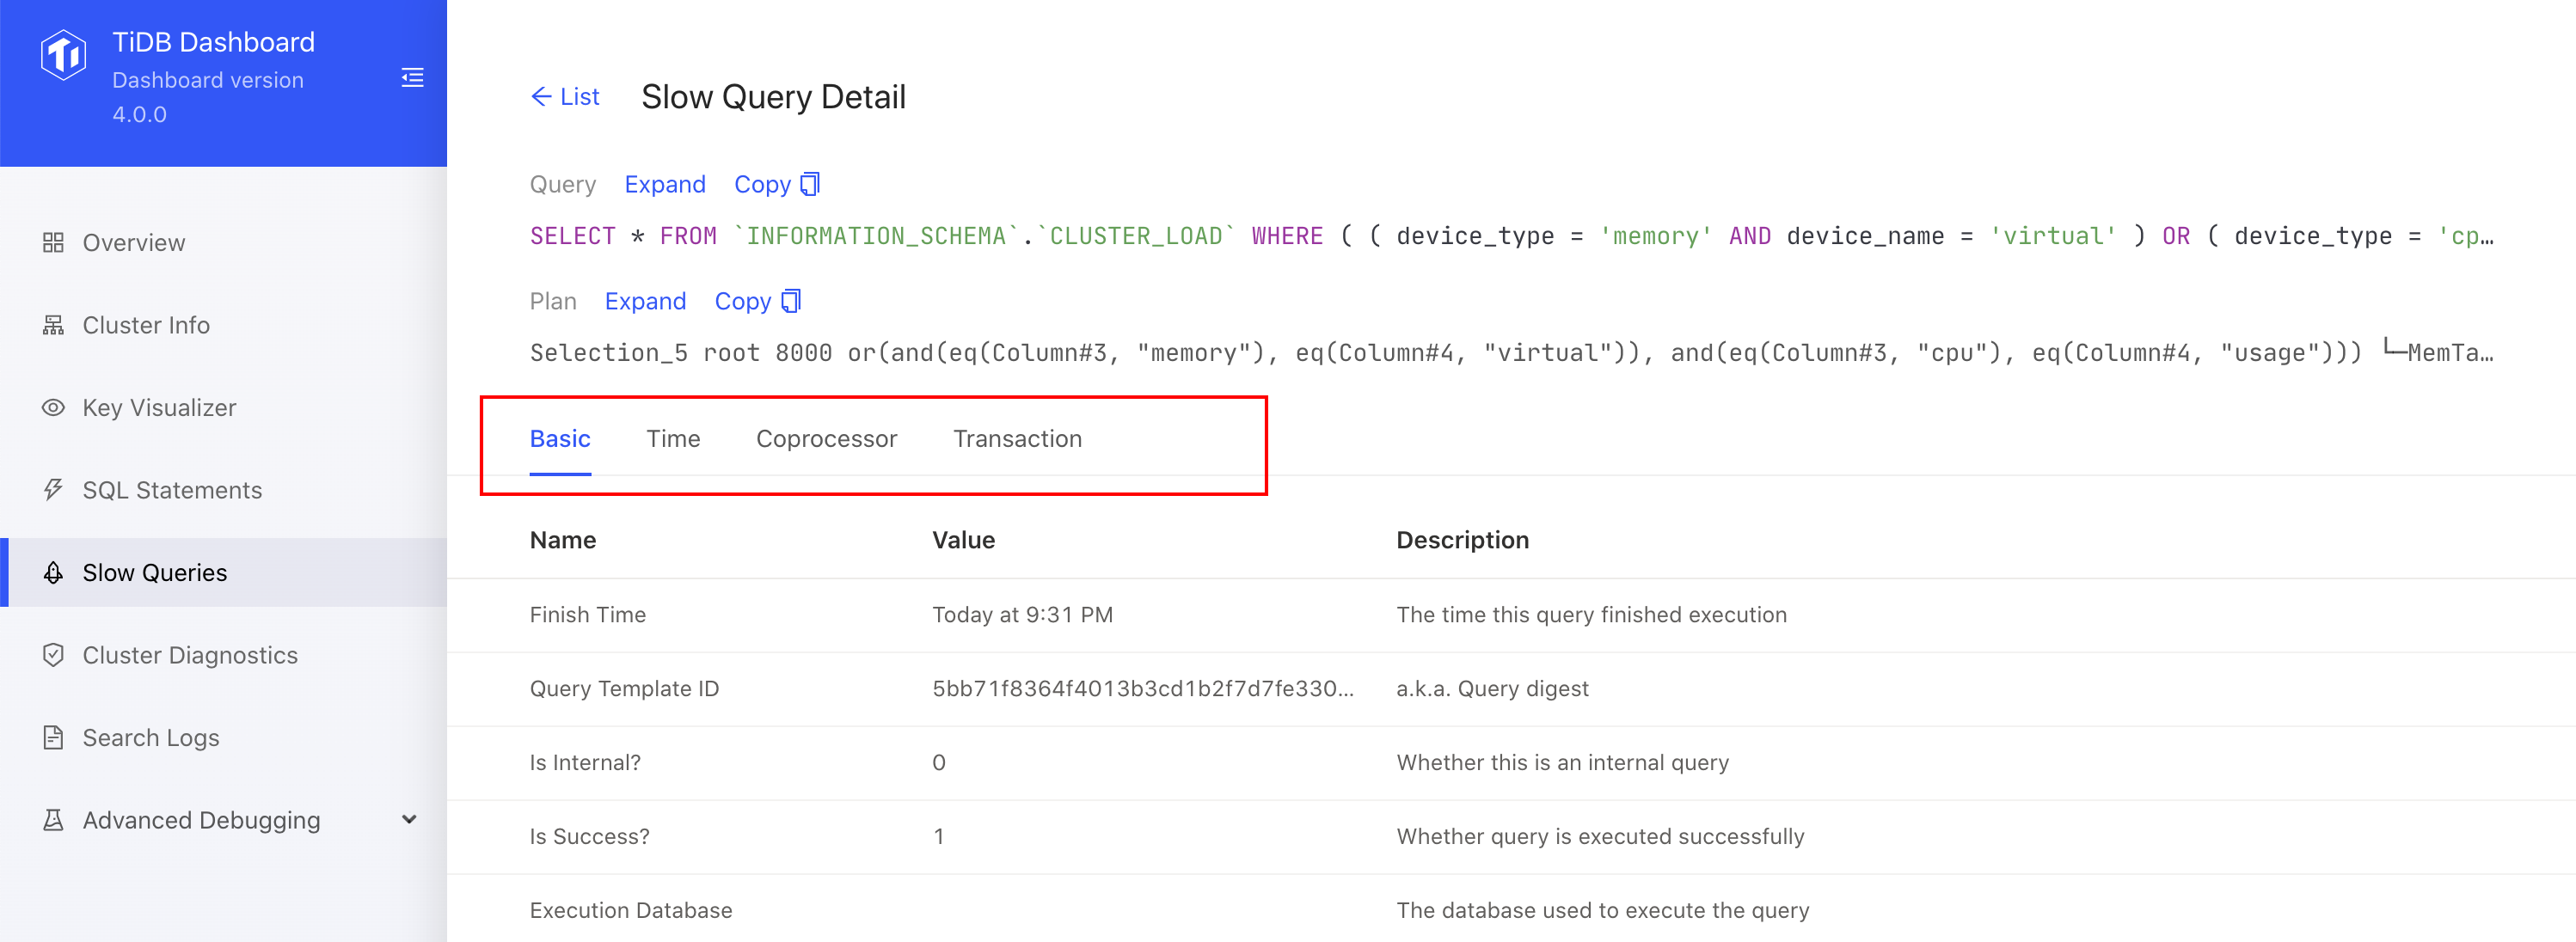 TiDB Dashboard
Dashboard version
4.0.0
Overview
Cluster Info
Key Visualizer
SQL Statements
Slow Queries
Cluster Diagnostics
Search Logs
Advanced Debugging
← List Slow Query Detail
Query Expand Copy
SELECT * FROM `INFORMATION_SCHEMA`.`CLUSTER_LOAD` WHERE ( ( device_type = 'memory' AND device_name = 'virtual' ) OR ( device_type = 'cp…
Plan Expand Copy
Selection_5 root 8000 or(and(eq(Column#3, "memory"), eq(Column#4, "virtual")), and(eq(Column#3, "cpu"), eq(Column#4, "usage"))) └─MemTa…
Basic Time Coprocessor Transaction
Name Value Description
Finish Time Today at 9:31 PM The time this query finished execution
Query Template ID 5bb71f8364f4013b3cd1b2f7d7fe330... a.k.a. Query digest
Is Internal? 0 Whether this is an internal query
Is Success? 1 Whether query is executed successfully
Execution Database The database used to execute the query